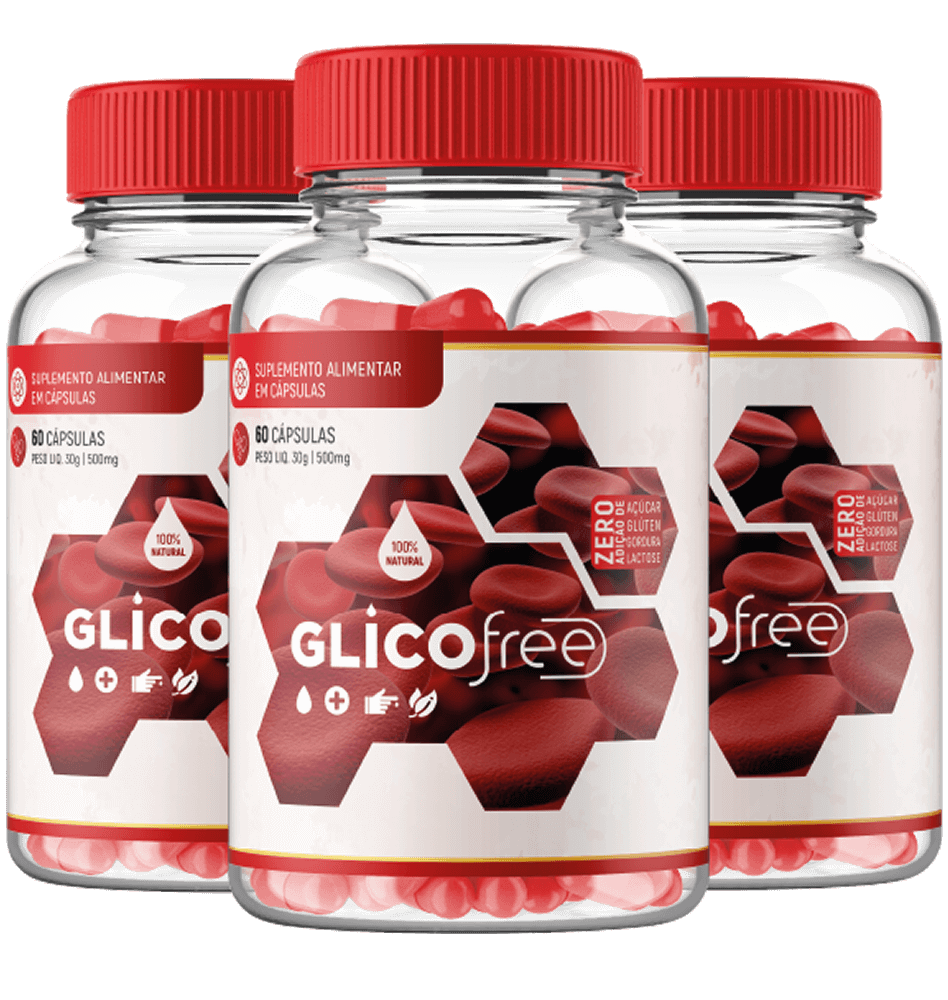 SUPLEMENTO ALIMENTAR
EM CÁPSULAS
60 CÁPSULAS
PESO LIQ. 30g | 500mg
100%
NATURAL
GLICO
SUPLEMENTO ALIMENTAR
EM CÁPSULAS
60 CÁPSULAS
PESO LIQ. 30g | 500mg
100%
NATURAL
ZERO
ADIÇÃO DE
AÇÚCAR
GLÚTEN
GORDURA
LACTOSE
GLICOfree
ZERO
ADIÇÃO DE
AÇÚCAR
GLÚTEN
GORDURA
LACTOSE
Ofree